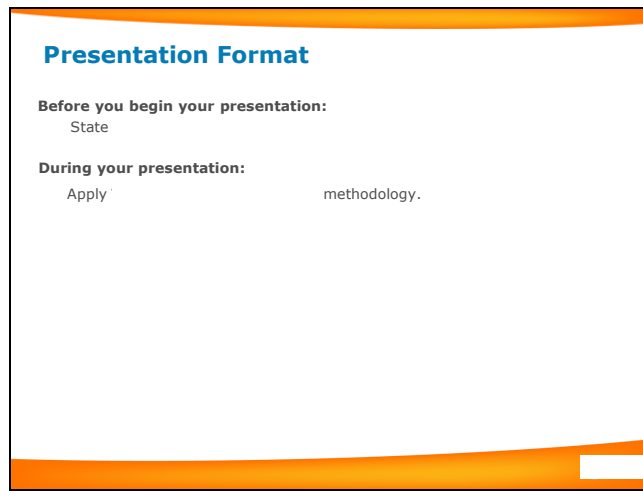 Presentation Format
Before you begin your presentation:
State
During your presentation:
Apply methodology.